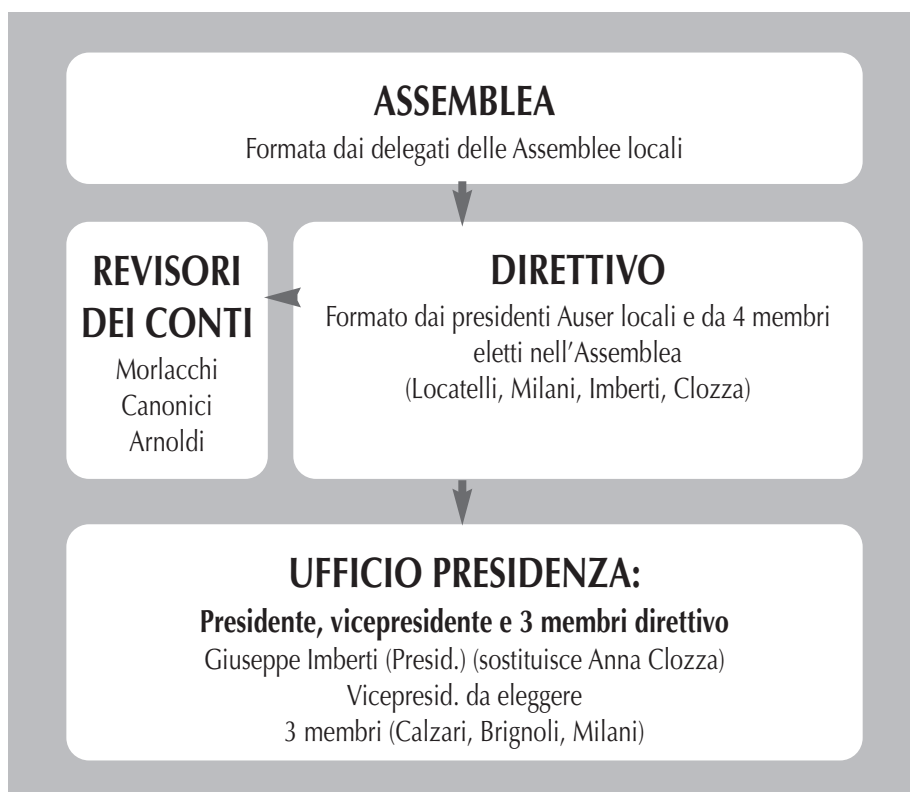 ASSEMBLEA
Formata dai delegati delle Assemblee locali
REVISORI
DEI CONTI
Morlacchi
Canonici
Arnoldi
DIRETTIVO
Formato dai presidenti Auser locali e da 4 membri
eletti nell’Assemblea
(Locatelli, Milani, Imberti, Clozza)
UFFICIO PRESIDENZA:
Presidente, vicepresidente e 3 membri direttivo
Giuseppe Imberti (Presid.) (sostituisce Anna Clozza)
Vicepresid. da eleggere
3 membri (Calzari, Brignoli, Milani)